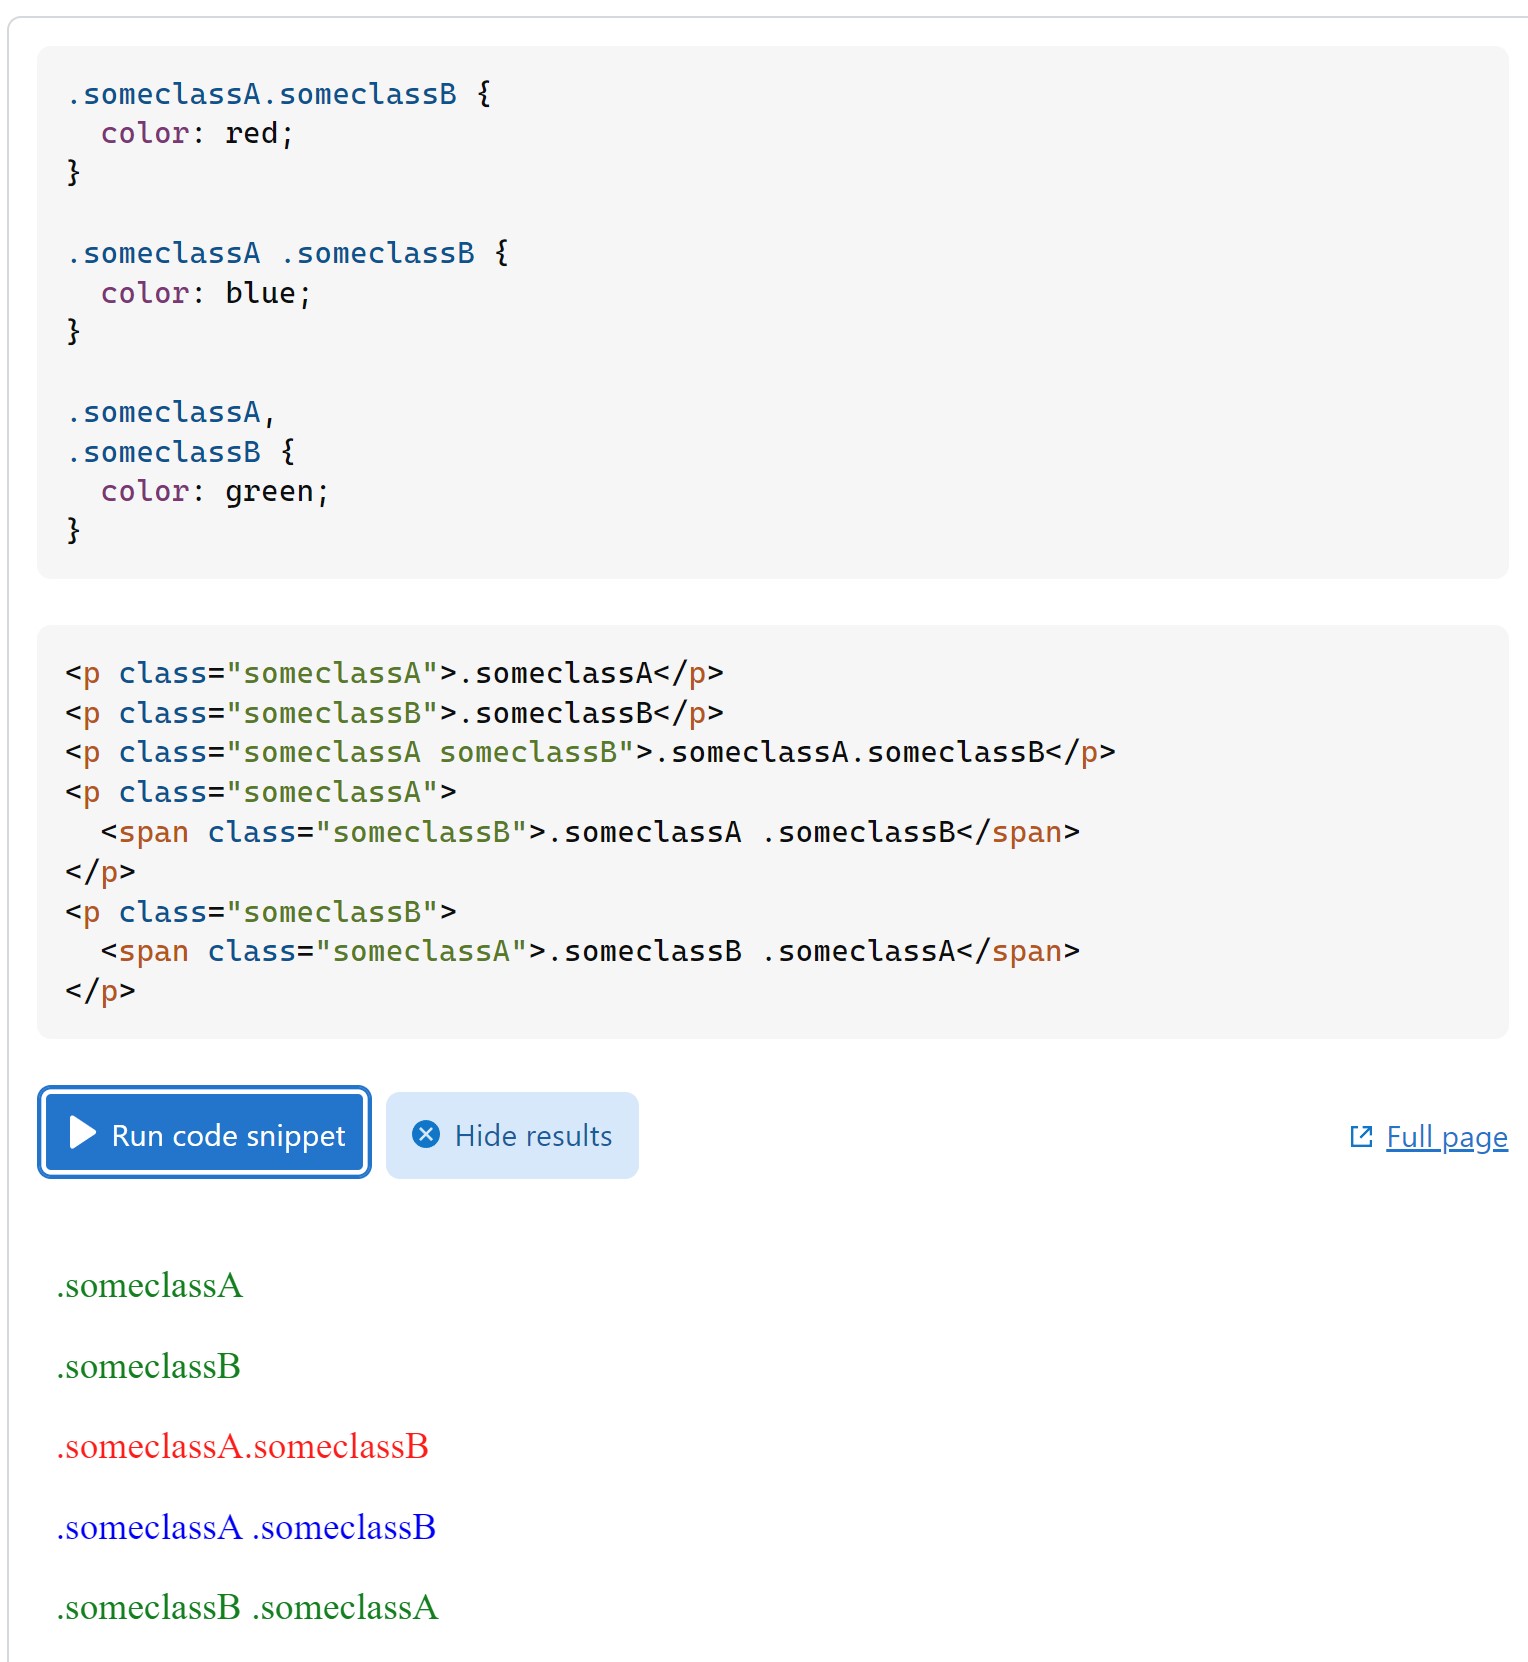 .someclassA.someclassB {
  color: red;
}

.someclassA .someclassB {
  color: blue;
}

.someclassA,
.someclassB {
  color: green;
}

<p class="someclassA">.someclassA</p>
<p class="someclassB">.someclassB</p>
<p class="someclassA someclassB">.someclassA.someclassB</p>
<p class="someclassA">
  <span class="someclassB">.someclassA .someclassB</span>
</p>
<p class="someclassB">
  <span class="someclassA">.someclassB .someclassA</span>
</p>

Run code snippet
Hide results
Full page
.someclassA
.someclassB
.someclassA.someclassB
.someclassA .someclassB
.someclassB .someclassA